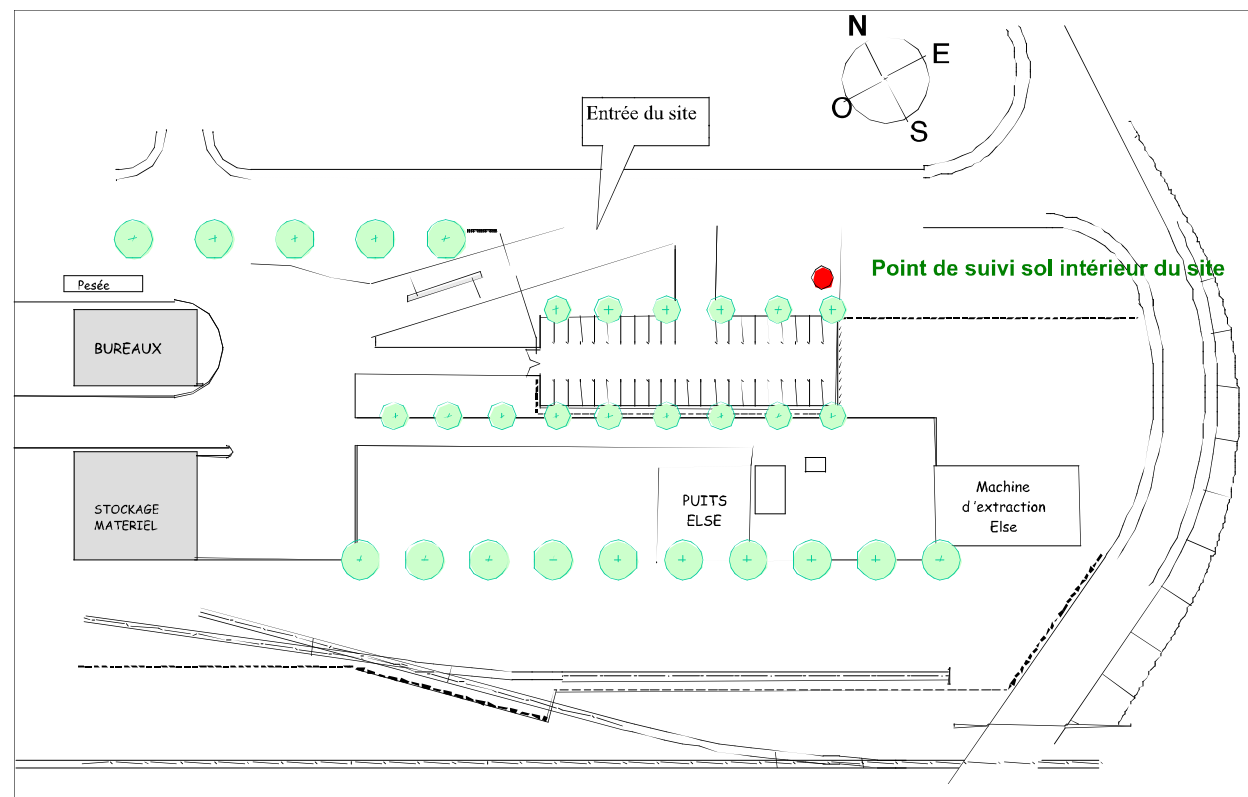 N
E
O
S
Entrée du site
Point de suivi sol intérieur du site
Pesée
BUREAUX
STOCKAGE
MATERIEL
PUITS
ELSE
Machine
d'extraction
Else